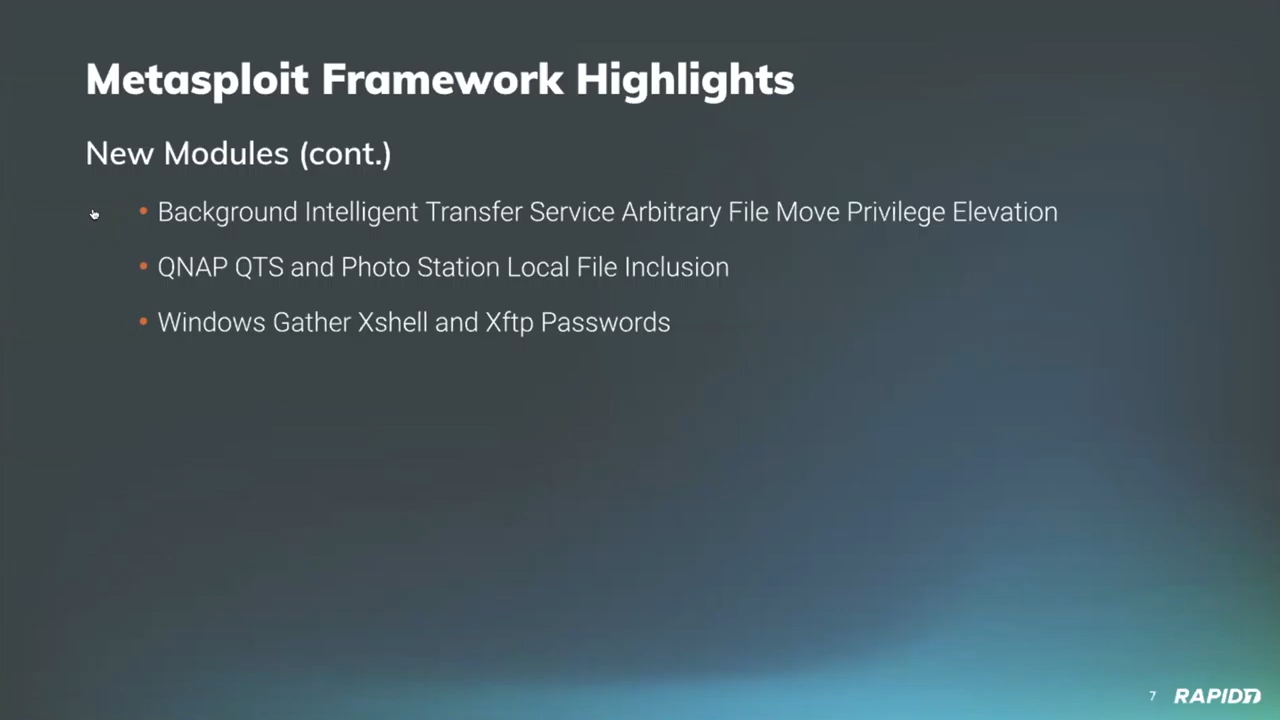 Metasploit Framework Highlights
New Modules (cont.)
• Background Intelligent Transfer Service Arbitrary File Move Privilege Elevation
• QNAP QTS and Photo Station Local File Inclusion
• Windows Gather Xshell and Xftp Passwords
7 RAPID7